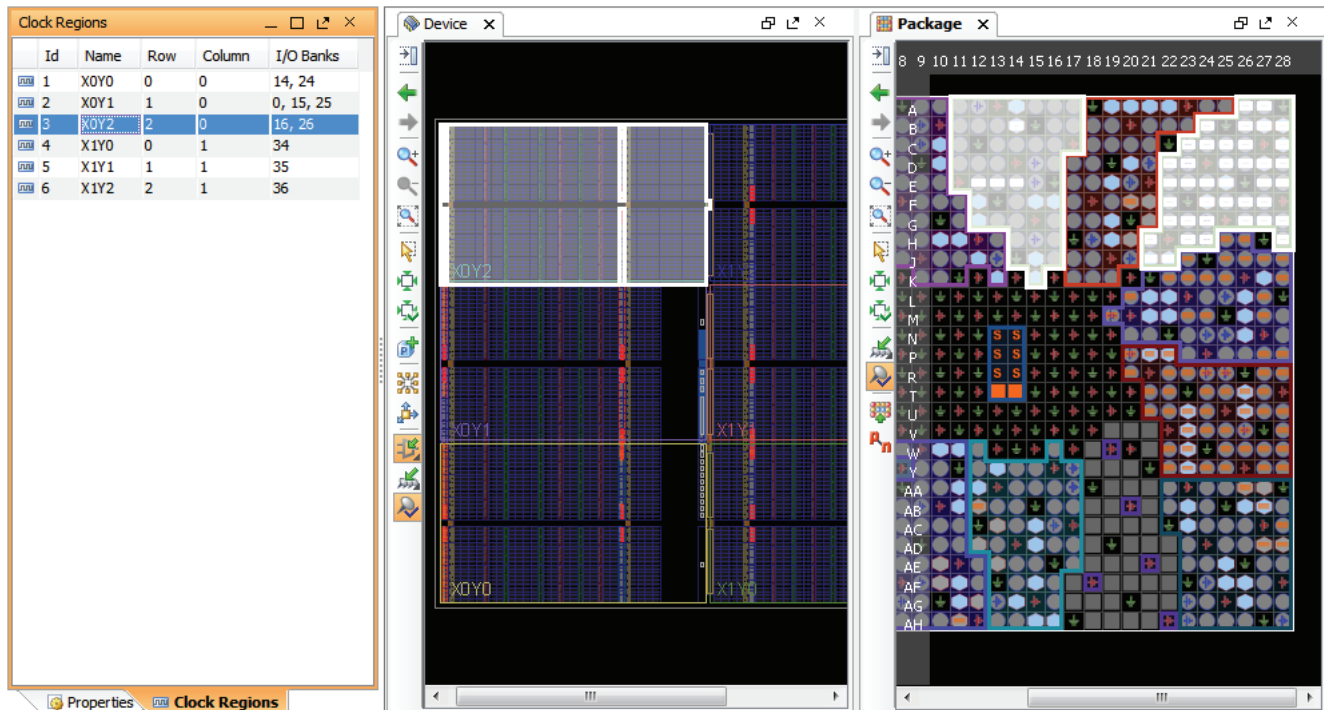 Clock Regions
Id Name Row Column I/O Banks
1 X0Y0 0 0 14, 24
2 X0Y1 1 0 0, 15, 25
3 X0Y2 2 0 16, 26
4 X1Y0 0 1 34
5 X1Y1 1 1 35
6 X1Y2 2 1 36
Properties Clock Regions
Device
X0Y2 X1Y2
X0Y1 X1Y
X0Y0 X1Y0
Package
8 9 10 11 12 13 14 15 16 17 18 19 20 21 22 23 24 25 26 27 28
A
B
C
D
E
F
G
H
J
K
L
M
N S S
P S S
R S S
T
U
V
W
Y
AA
AB
AC
AD
AE
AF
AG
AH